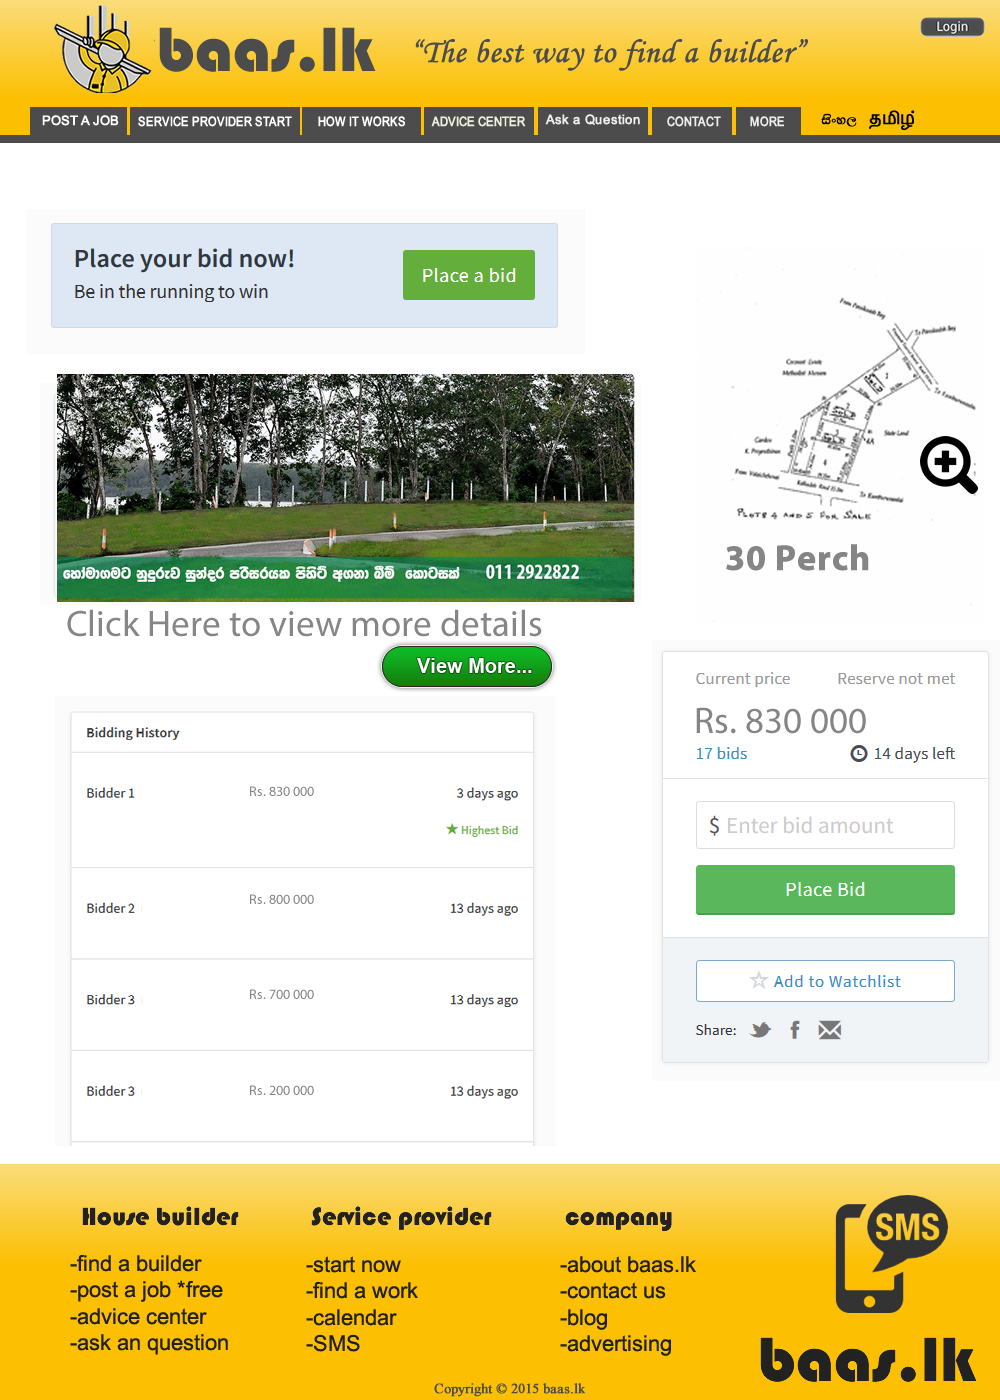 baas.lk
“The best way to find a builder”
Login
POST A JOB
SERVICE PROVIDER START
HOW IT WORKS
ADVICE CENTER
Ask a Question
CONTACT
MORE
සිංහල
தமிழ்
Place your bid now!
Be in the running to win
Place a bid
හෝමාගමට නුදුරුව සුන්දර පරිසරයක පිහිටි අගනා බිම් කොටසක් 011 2922822
Click Here to view more details
View More...
State Land
PLOTS 4 AND 5 FOR SALE
30 Perch
Bidding History
Bidder 1 Rs. 830 000 3 days ago
★ Highest Bid
Bidder 2 Rs. 800 000 13 days ago
Bidder 3 Rs. 700 000 13 days ago
Bidder 3 Rs. 200 000 13 days ago
Current price Reserve not met
Rs. 830 000
17 bids 14 days left
$ Enter bid amount
Place Bid
Add to Watchlist
Share:
House builder
-find a builder
-post a job *free
-advice center
-ask an question
Service provider
-start now
-find a work
-calendar
-SMS
company
-about baas.lk
-contact us
-blog
-advertising
SMS
baas.lk
Copyright © 2015 baas.lk